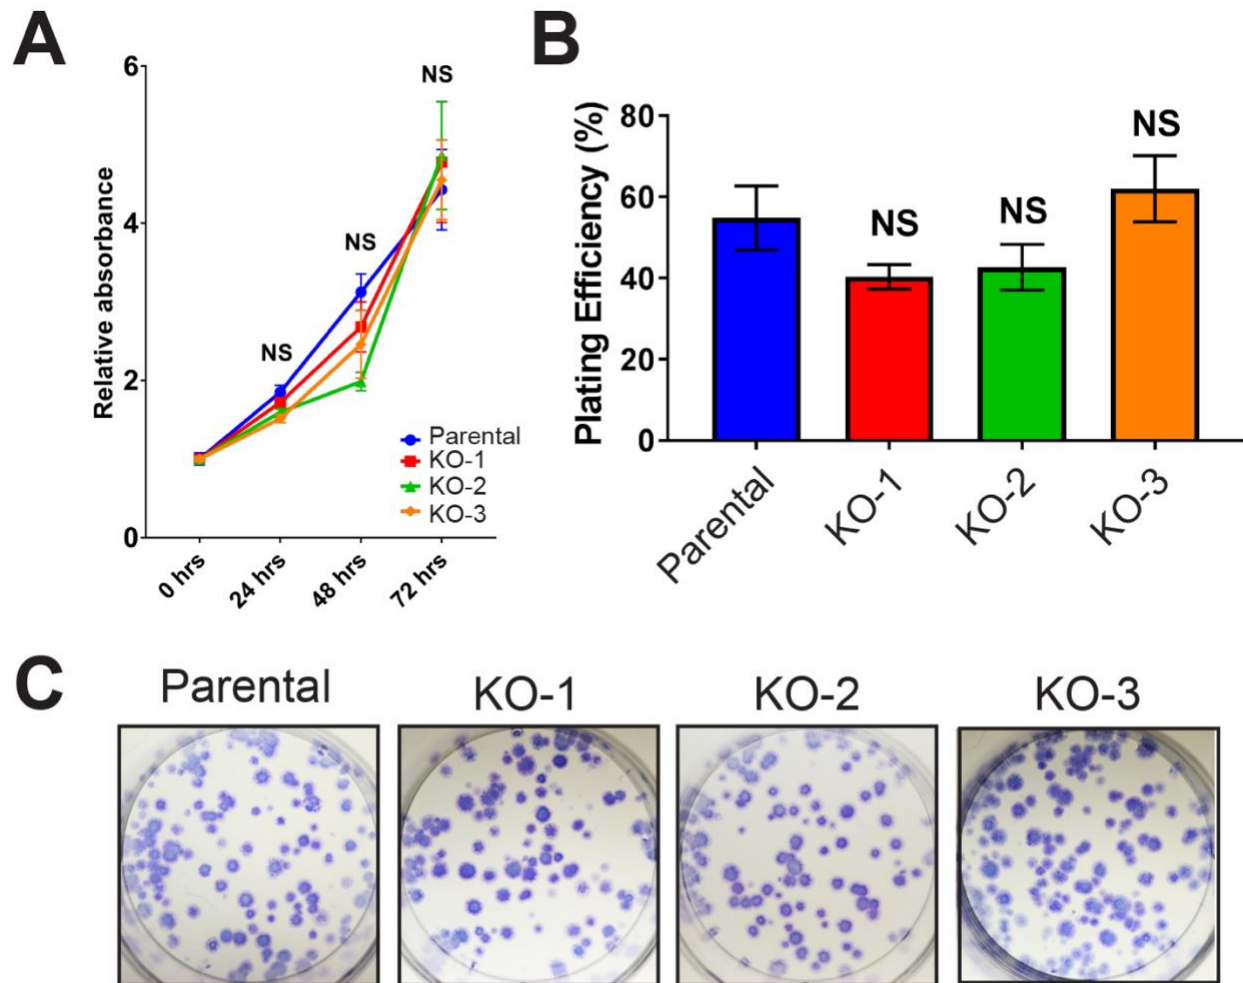 A
6
4
2
0
Relative absorbance
NS
NS
NS
Parental
KO-1
KO-2
KO-3
0 hrs
24 hrs
48 hrs
72 hrs
B
80
60
40
20
0
Plating Efficiency (%)
NS
NS
NS
Parental
KO-1
KO-2
KO-3
C
Parental
KO-1
KO-2
KO-3